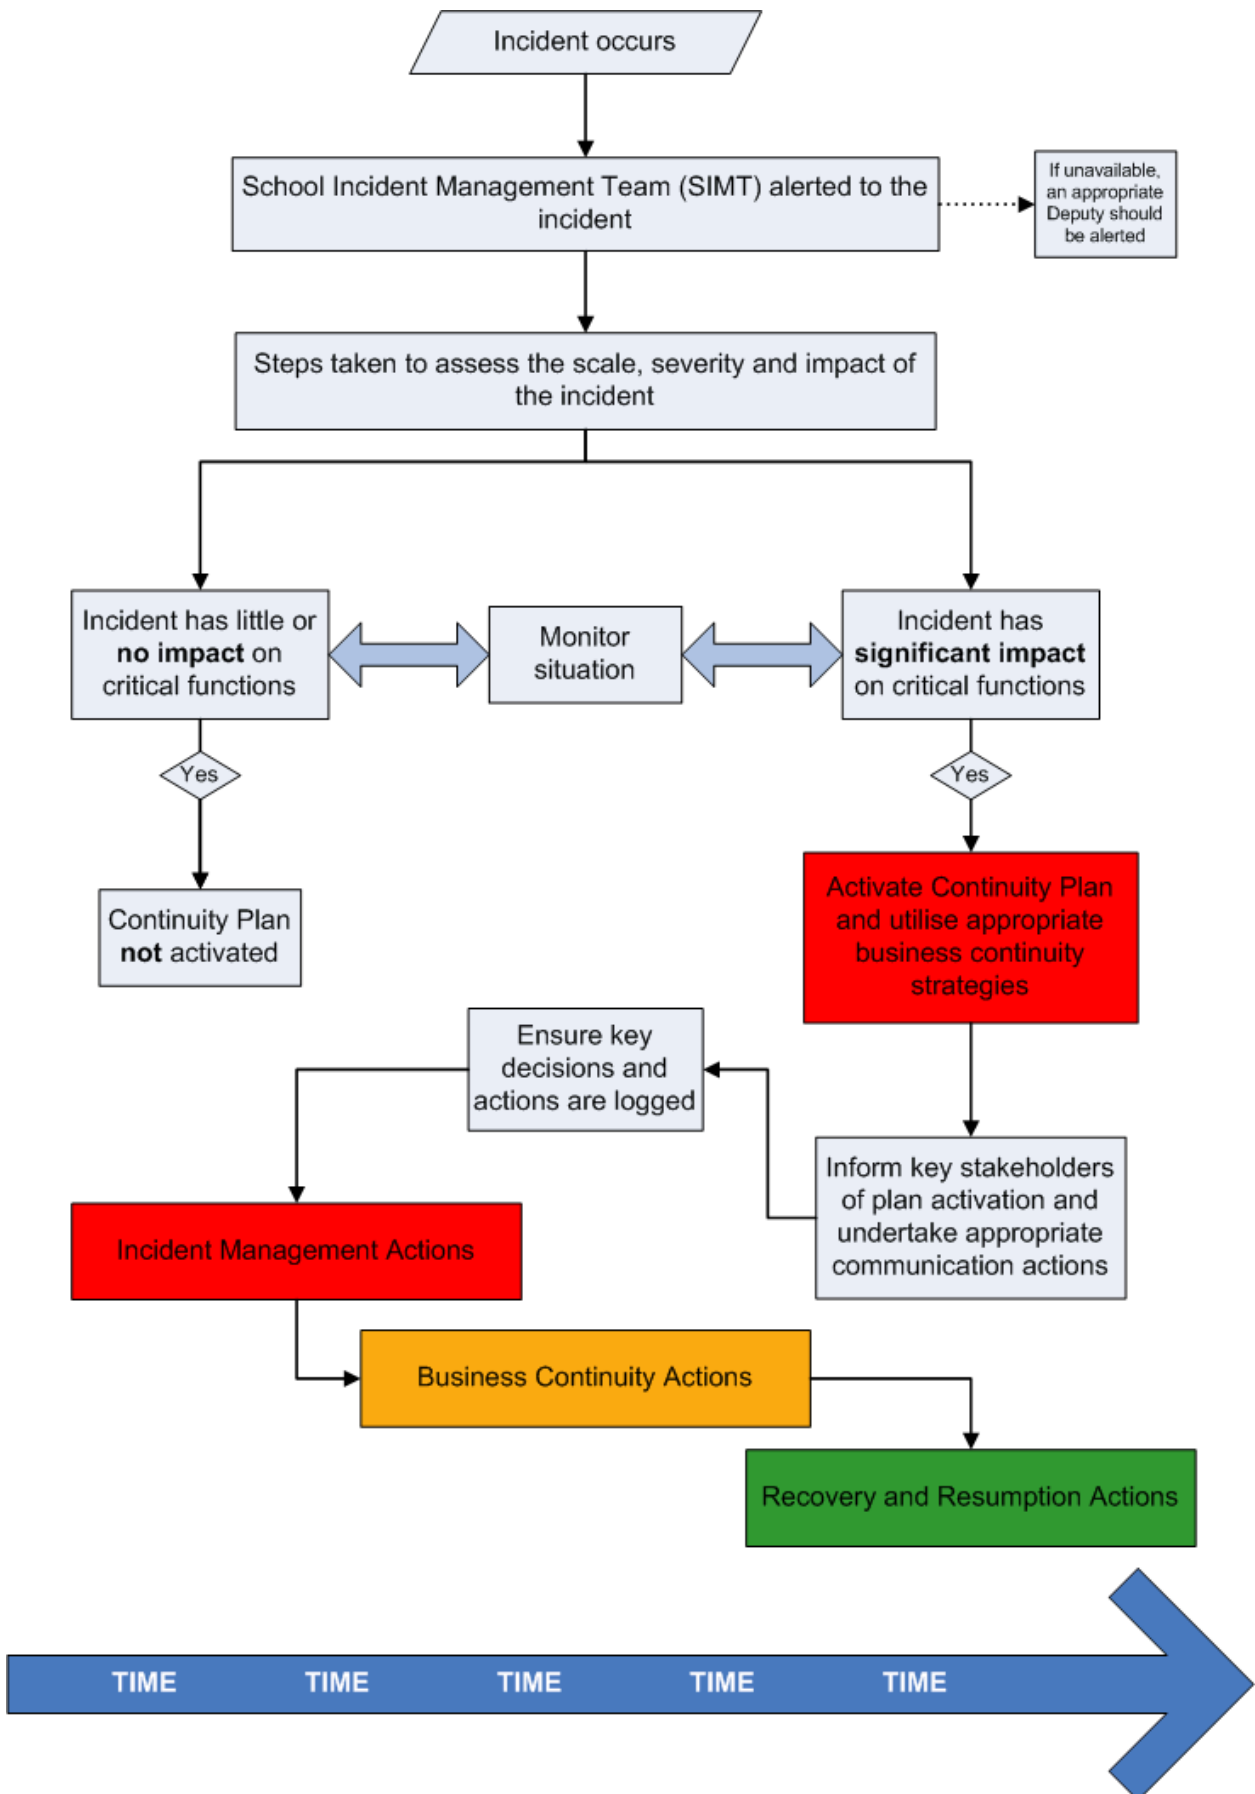 Incident occurs
School Incident Management Team (SIMT) alerted to the
incident
If unavailable,
an appropriate
Deputy should
be alerted
Steps taken to assess the scale, severity and impact of
the incident
Incident has little or
no impact on
critical functions
Monitor
situation
Incident has
significant impact
on critical functions
Yes
Yes
Continuity Plan
not activated
Activate Continuity Plan
and utilise appropriate
business continuity
strategies
Ensure key
decisions and
actions are logged
Inform key stakeholders
of plan activation and
undertake appropriate
communication actions
Incident Management Actions
Business Continuity Actions
Recovery and Resumption Actions
TIME TIME TIME TIME TIME